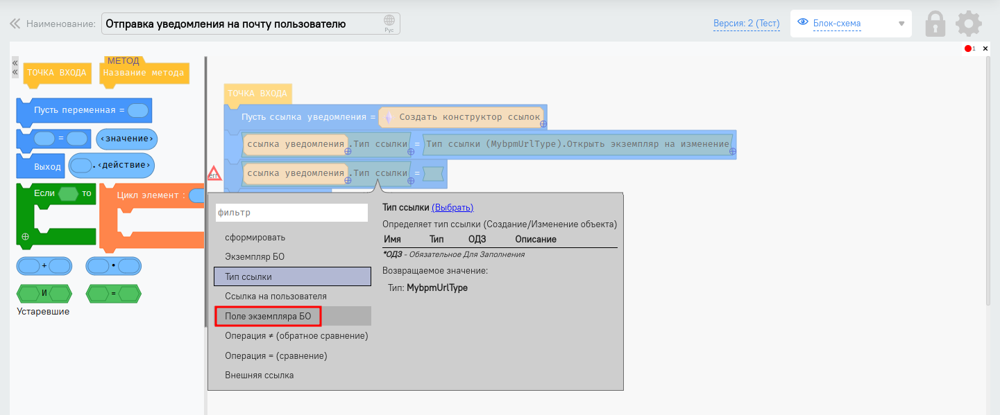 Наименование: Отправка уведомления на почту пользователю Рус Версия: 2 (Тест) Блок-схема
1 ×
ТОЧКА ВХОДА
МЕТОД
Название метода
Пусть переменная =
=
‹значение›
Выход
.‹действие›
Если то
Цикл элемент :
+
•
И
=
Устаревшие
ТОЧКА ВХОДА
Пусть ссылка уведомления = Создать конструктор ссылок
ссылка уведомления.Тип ссылки = Тип ссылки (MybpmUrlType).Открыть экземпляр на изменение
err
ссылка уведомления.Тип ссылки =
фильтр
сформировать
Экземпляр БО
Тип ссылки
Ссылка на пользователя
Поле экземпляра БО
Операция ≠ (обратное сравнение)
Операция = (сравнение)
Внешняя ссылка
Тип ссылки (Выбрать)
Определяет тип ссылки (Создание/Изменение объекта)
Имя Тип ОДЗ Описание
*ОДЗ - Обязательное Для Заполнения
Возвращаемое значение:
Тип: MybpmUrlType